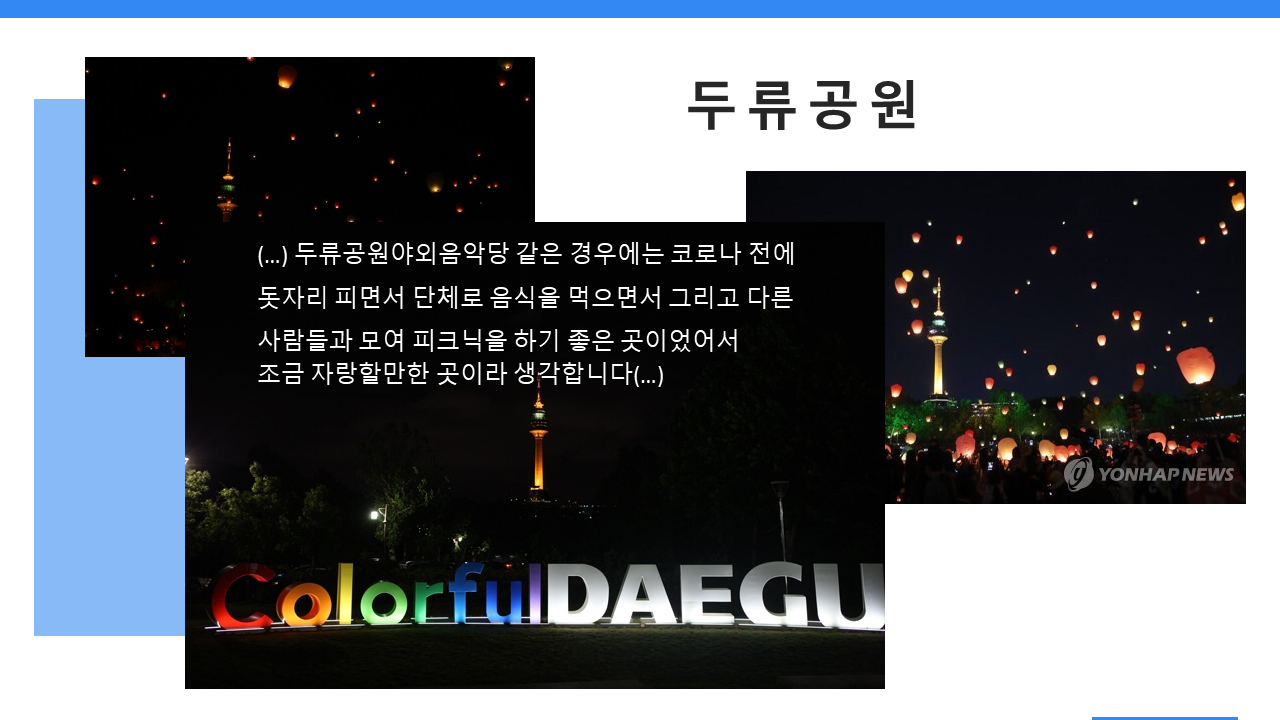 두류공원
(...) 두류공원야외음악당 같은 경우에는 코로나 전에
돗자리 피면서 단체로 음식을 먹으면서 그리고 다른
사람들과 모여 피크닉을 하기 좋은 곳이었어서
조금 자랑할만한 곳이라 생각합니다(...)
YONHAP NEWS
ColorfulDAEGU